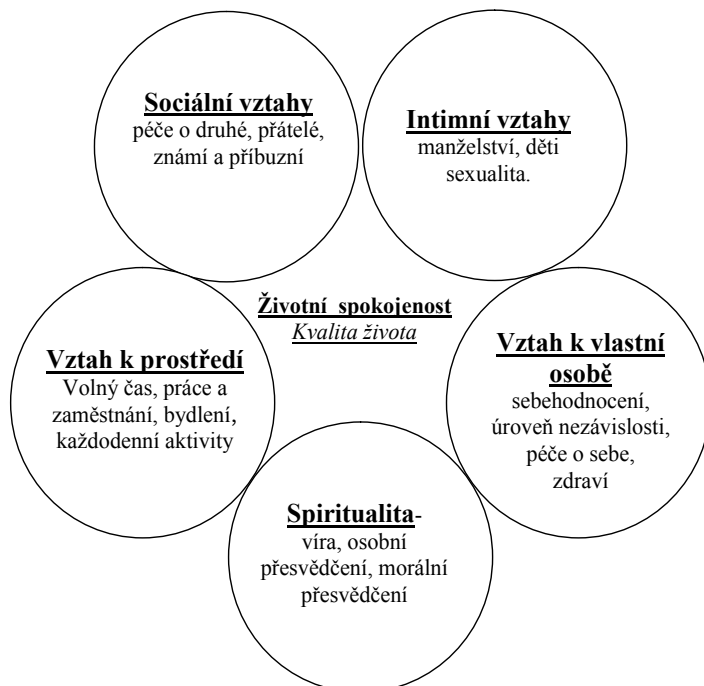 Sociální vztahy
péče o druhé, přátelé,
známí a příbuzní
Intimní vztahy
manželství, děti
sexualita.
Životní spokojenost
Kvalita života
Vztah k prostředí
Volný čas, práce a
zaměstnání, bydlení,
každodenní aktivity
Vztah k vlastní
osobě
sebehodnocení,
úroveň nezávislosti,
péče o sebe,
zdraví
Spiritualita-
víra, osobní
přesvědčení, morální
přesvědčení